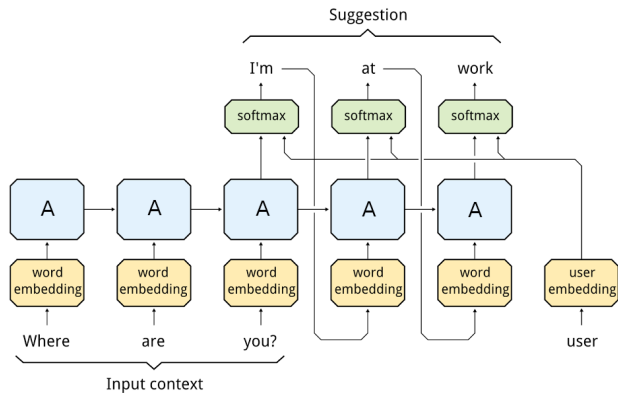 Suggestion
I'm at work
softmax softmax softmax
A A A A A
word word word word word user
embedding embedding embedding embedding embedding embedding
Where are you? user
Input context